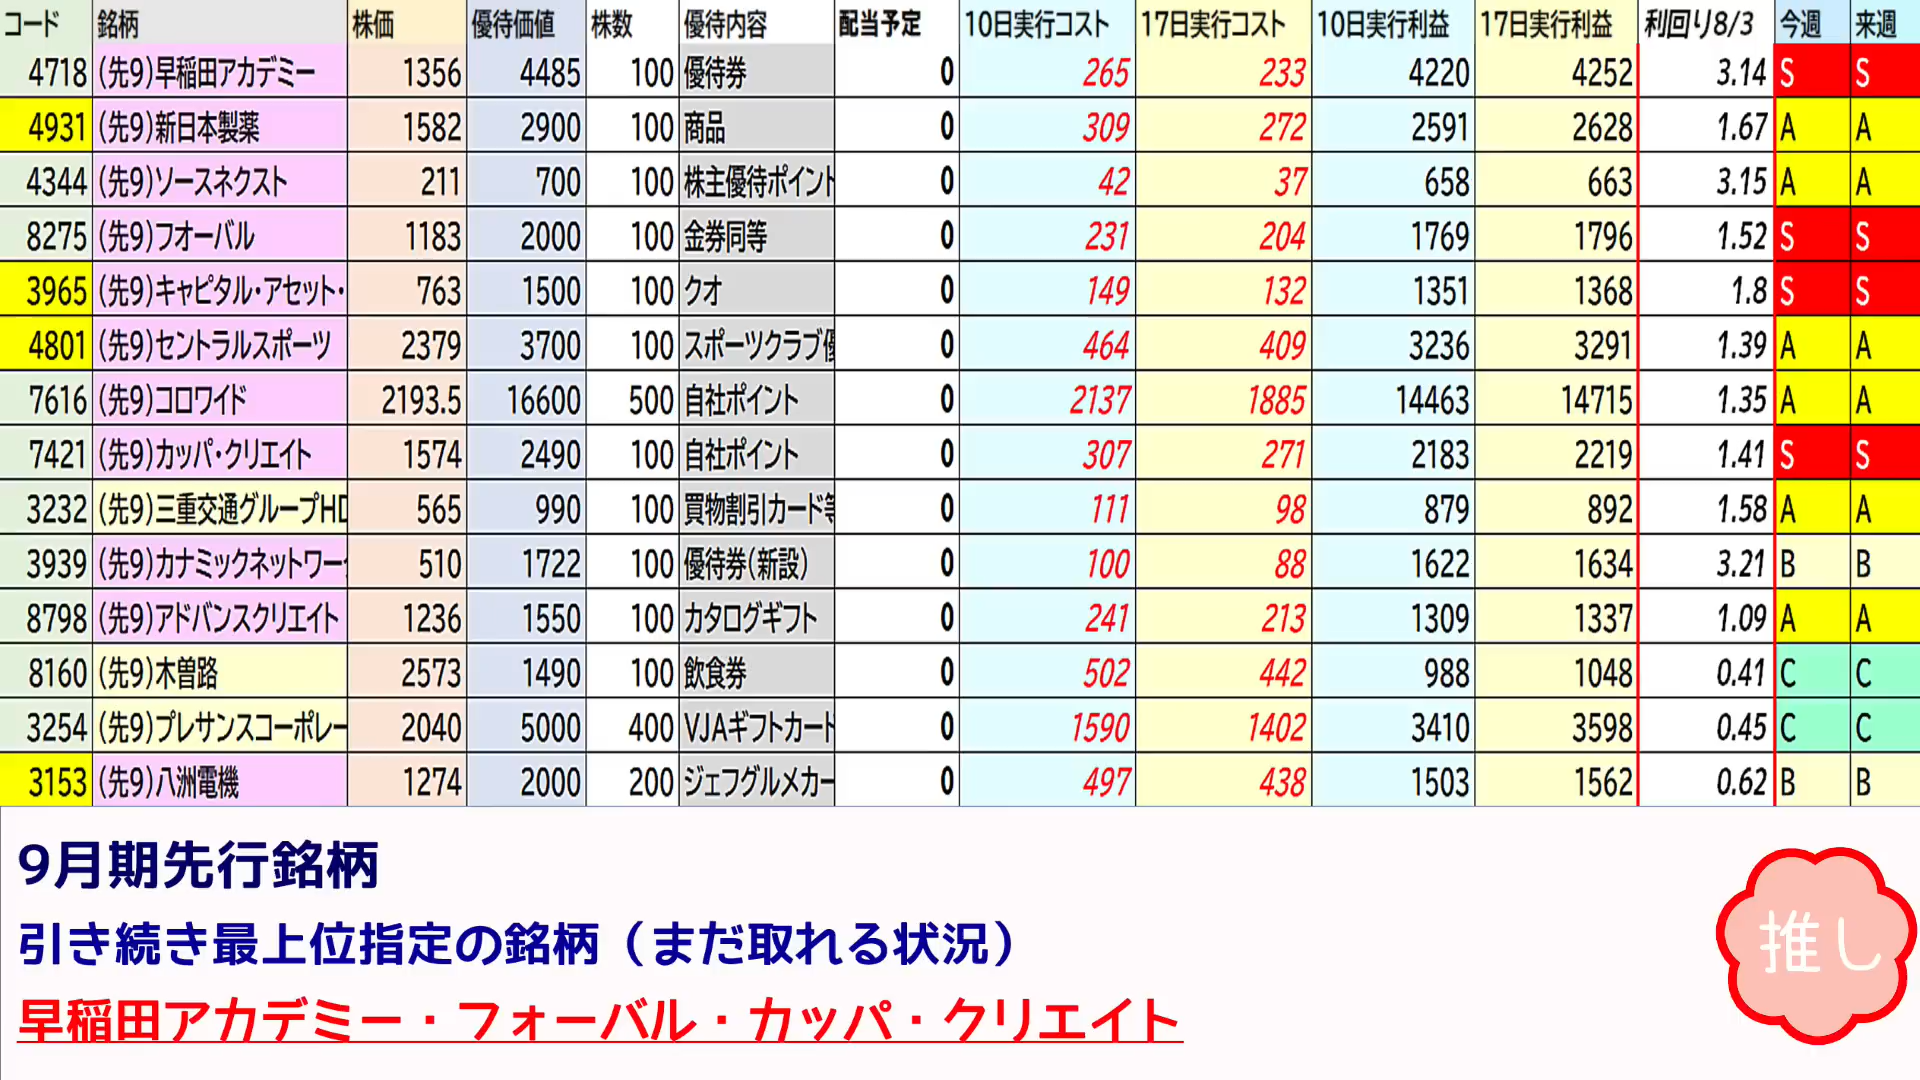 コード 銘柄 株価 優待価値 株数 優待内容 配当予定 10日実行コスト 17日実行コスト 10日実行利益 17日実行利益 利回り8/3 今週 来週
4718 (先9)早稲田アカデミー 1356 4485 100 優待券 0 265 233 4220 4252 3.14 S S
4931 (先9)新日本製薬 1582 2900 100 商品 0 309 272 2591 2628 1.67 A A
4344 (先9)ソースネクスト 211 700 100 株主優待ポイント 0 42 37 658 663 3.15 A A
8275 (先9)フオーバル 1183 2000 100 金券同等 0 231 204 1769 1796 1.52 S S
3965 (先9)キャピタル・アセット・ 763 1500 100 クオ 0 149 132 1351 1368 1.8 S S
4801 (先9)セントラルスポーツ 2379 3700 100 スポーツクラブ優 0 464 409 3236 3291 1.39 A A
7616 (先9)コロワイド 2193.5 16600 500 自社ポイント 0 2137 1885 14463 14715 1.35 A A
7421 (先9)カッパ・クリエイト 1574 2490 100 自社ポイント 0 307 271 2183 2219 1.41 S S
3232 (先9)三重交通グループHD 565 990 100 買物割引カード等 0 111 98 879 892 1.58 A A
3939 (先9)カナミックネットワーク 510 1722 100 優待券(新設) 0 100 88 1622 1634 3.21 B B
8798 (先9)アドバンスクリエイト 1236 1550 100 カタログギフト 0 241 213 1309 1337 1.09 A A
8160 (先9)木曽路 2573 1490 100 飲食券 0 502 442 988 1048 0.41 C C
3254 (先9)プレサンスコーポレー 2040 5000 400 VJAギフトカード 0 1590 1402 3410 3598 0.45 C C
3153 (先9)八洲電機 1274 2000 200 ジェフグルメカー 0 497 438 1503 1562 0.62 B B
9月期先行銘柄
引き続き最上位指定の銘柄（まだ取れる状況）
早稲田アカデミー・フォーバル・カッパ・クリエイト
推し